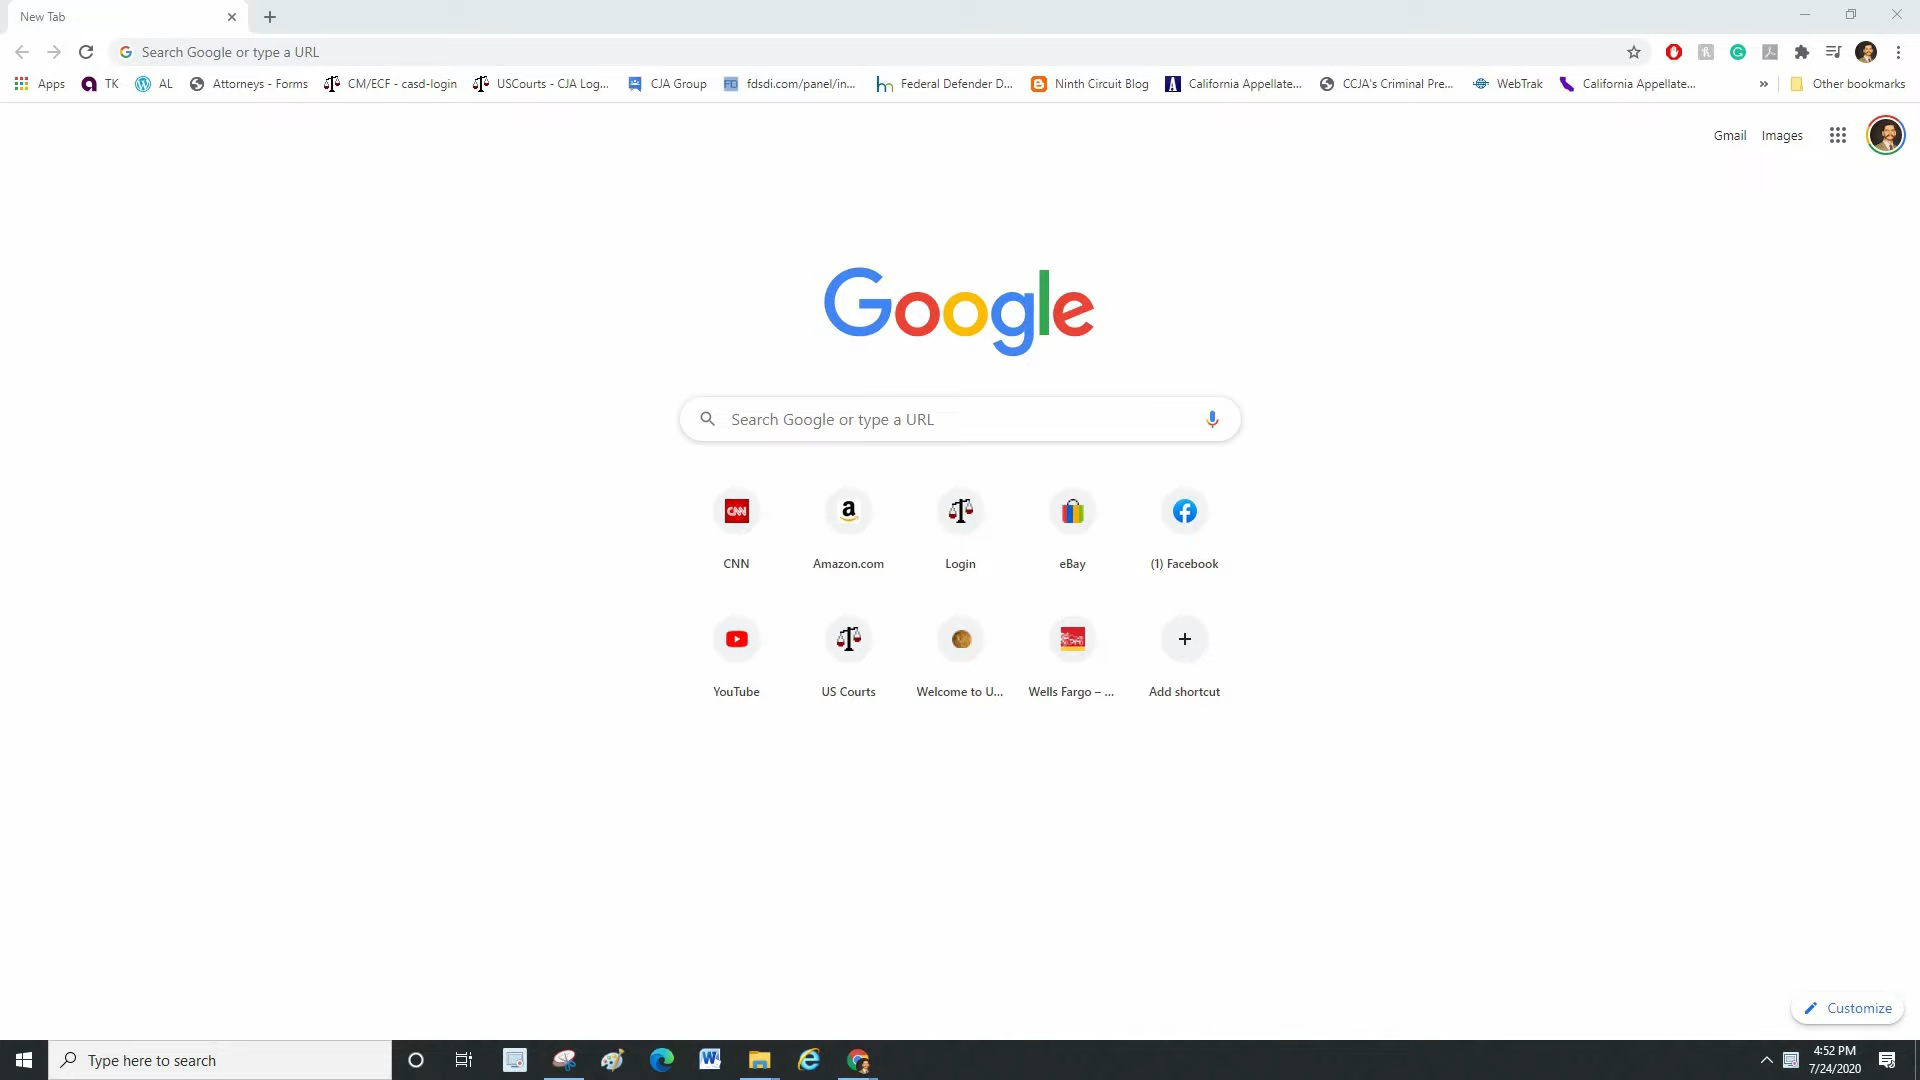 New Tab
Search Google or type a URL
Apps TK AL Attorneys - Forms CM/ECF - casd-login USCourts - CJA Log... CJA Group fdsdi.com/panel/in... Federal Defender D... Ninth Circuit Blog California Appellate... CCJA's Criminal Pre... WebTrak California Appellate... » Other bookmarks
Gmail Images
Google
Search Google or type a URL
CNN
a
CNN Amazon.com Login eBay (1) Facebook
YouTube US Courts Welcome to U... Wells Fargo – ... Add shortcut
Customize
Type here to search
4:52 PM
7/24/2020